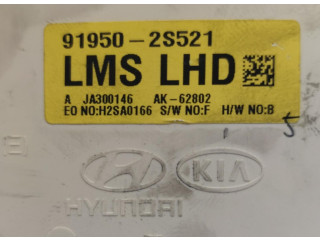 91950-2S521
LMS LHD
A JA300146 AK-62802
EO NO:H2SA0166 S/W NO:F H/W NO:B
5
KIA
HYUNDAI